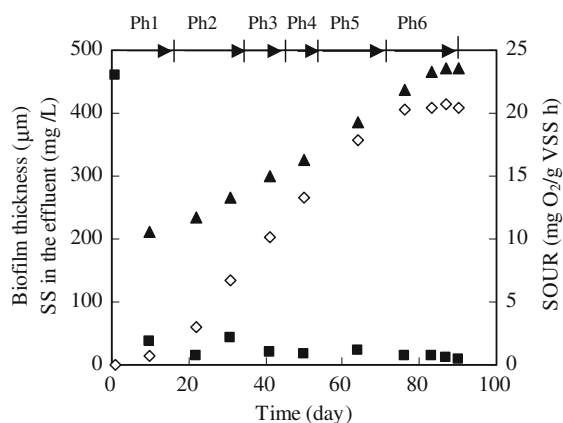 Ph1 Ph2 Ph3 Ph4 Ph5 Ph6
500
400
300
200
100
0
25
20
15
10
5
0
0 20 40 60 80 100
Biofilm thickness (μm)
SS in the effluent (mg /L)
SOUR (mg O₂/g VSS h)
Time (day)